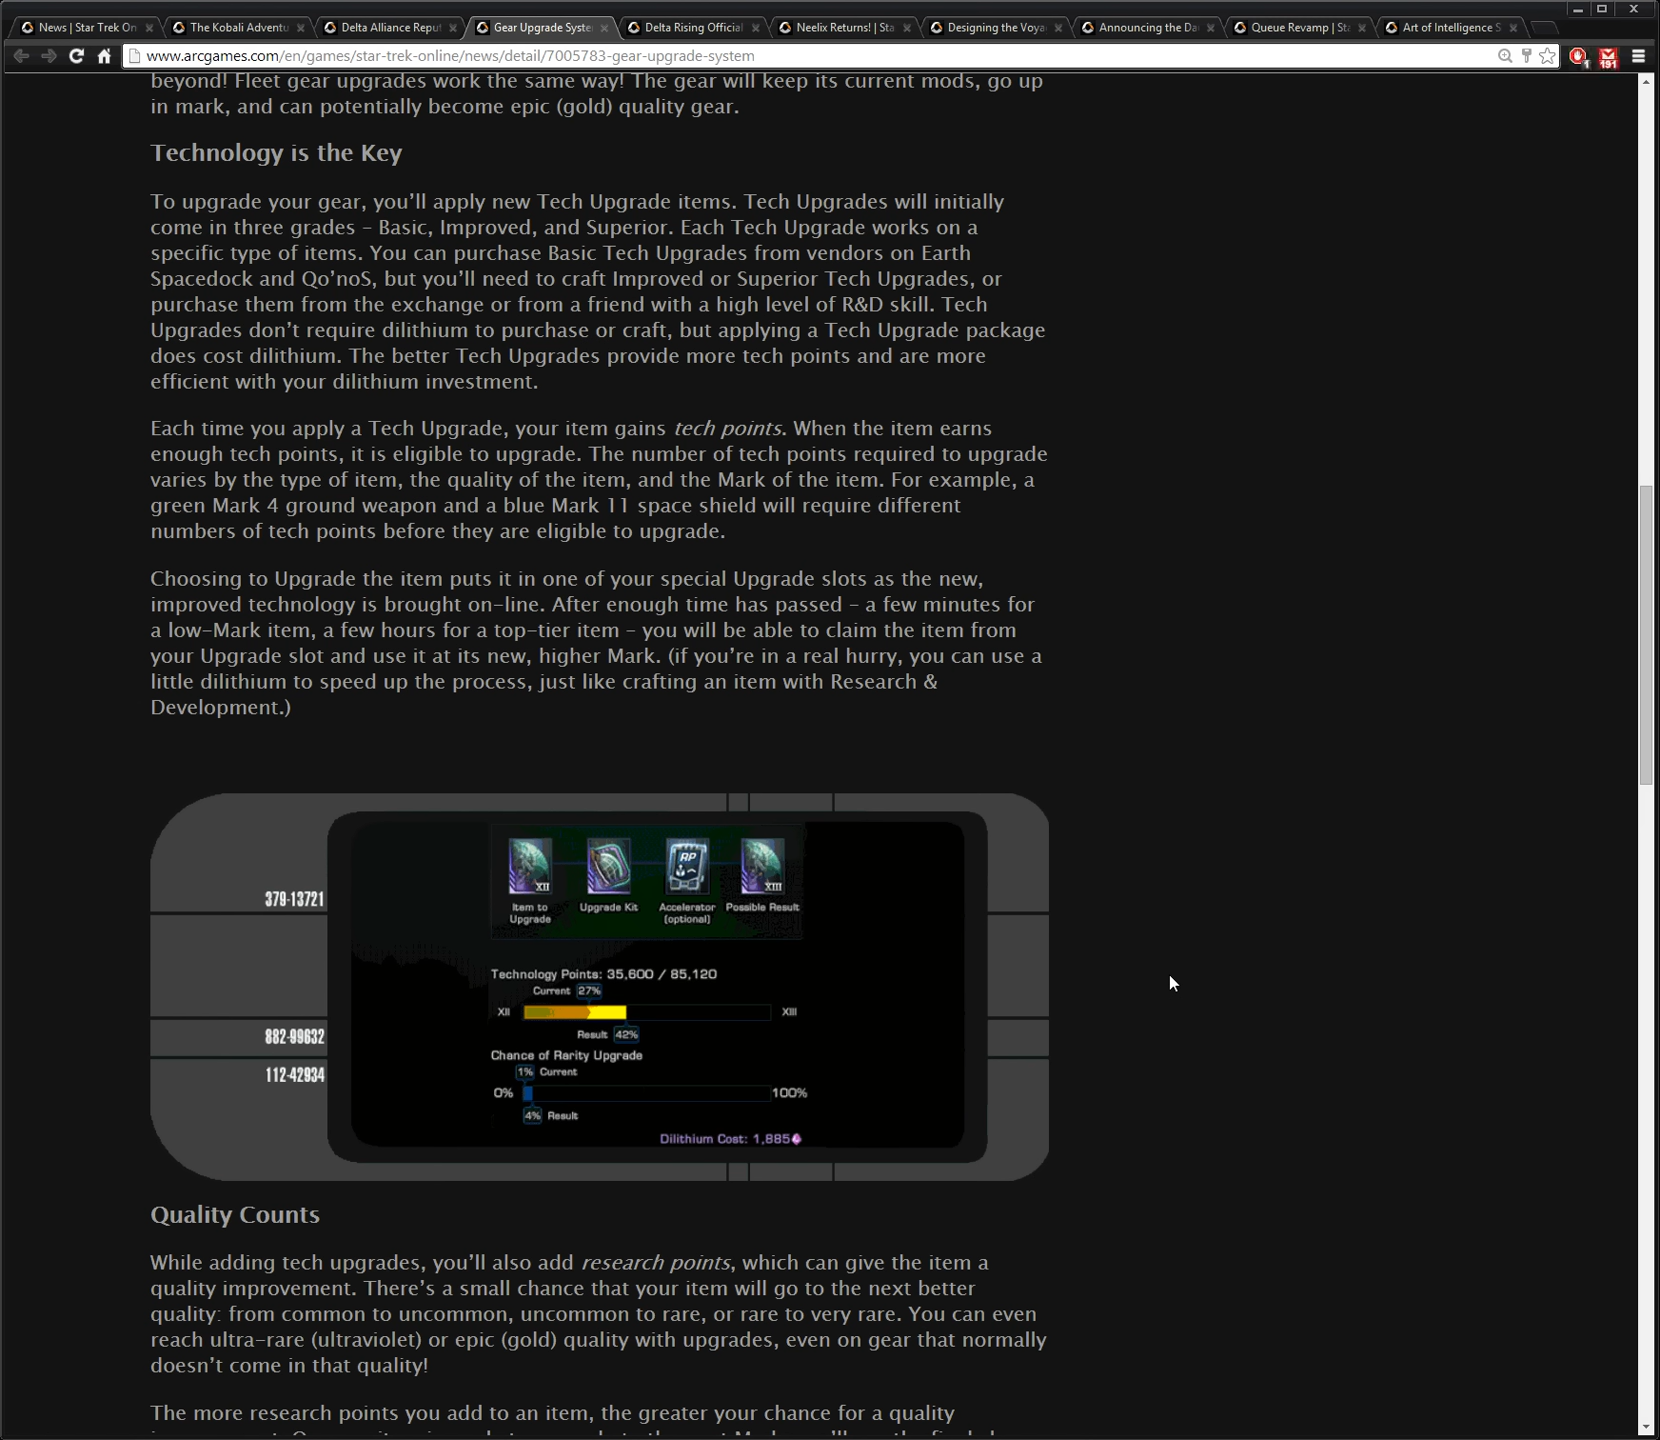 News | Star Trek On
The Kobali Adventu
Delta Alliance Reput
Gear Upgrade Syste
Delta Rising Official
Neelix Returns! | Sta
Designing the Voya
Announcing the Da
Queue Revamp | Sta
Art of Intelligence S
www.arcgames.com/en/games/star-trek-online/news/detail/7005783-gear-upgrade-system
1
191
beyond! Fleet gear upgrades work the same way! The gear will keep its current mods, go up
in mark, and can potentially become epic (gold) quality gear.
Technology is the Key
To upgrade your gear, you’ll apply new Tech Upgrade items. Tech Upgrades will initially
come in three grades – Basic, Improved, and Superior. Each Tech Upgrade works on a
specific type of items. You can purchase Basic Tech Upgrades from vendors on Earth
Spacedock and Qo’noS, but you’ll need to craft Improved or Superior Tech Upgrades, or
purchase them from the exchange or from a friend with a high level of R&D skill. Tech
Upgrades don’t require dilithium to purchase or craft, but applying a Tech Upgrade package
does cost dilithium. The better Tech Upgrades provide more tech points and are more
efficient with your dilithium investment.
Each time you apply a Tech Upgrade, your item gains tech points. When the item earns
enough tech points, it is eligible to upgrade. The number of tech points required to upgrade
varies by the type of item, the quality of the item, and the Mark of the item. For example, a
green Mark 4 ground weapon and a blue Mark 11 space shield will require different
numbers of tech points before they are eligible to upgrade.
Choosing to Upgrade the item puts it in one of your special Upgrade slots as the new,
improved technology is brought on-line. After enough time has passed – a few minutes for
a low-Mark item, a few hours for a top-tier item – you will be able to claim the item from
your Upgrade slot and use it at its new, higher Mark. (if you’re in a real hurry, you can use a
little dilithium to speed up the process, just like crafting an item with Research &
Development.)
379-13721
882-99632
112-42934
XII
RP
XIII
Item to Upgrade
Upgrade Kit
Accelerator (optional)
Possible Result
Technology Points: 35,600 / 85,120
Current 27%
XII
XIII
Result 42%
Chance of Rarity Upgrade
1% Current
0%
100%
4% Result
Dilithium Cost: 1,885
Quality Counts
While adding tech upgrades, you’ll also add research points, which can give the item a
quality improvement. There’s a small chance that your item will go to the next better
quality: from common to uncommon, uncommon to rare, or rare to very rare. You can even
reach ultra-rare (ultraviolet) or epic (gold) quality with upgrades, even on gear that normally
doesn’t come in that quality!
The more research points you add to an item, the greater your chance for a quality